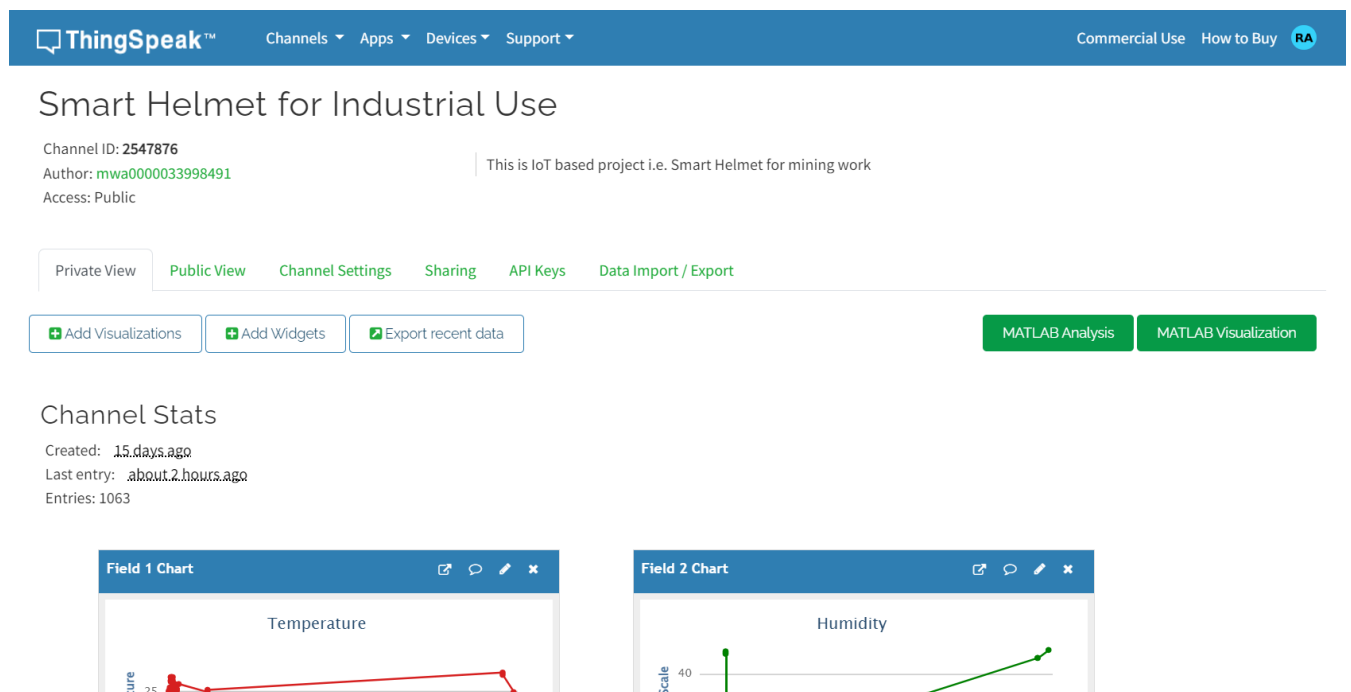 ThingSpeak™ Channels Apps Devices Support Commercial Use How to Buy RA
Smart Helmet for Industrial Use
Channel ID: 2547876
Author: mwa0000033998491
Access: Public
This is IoT based project i.e. Smart Helmet for mining work
Private View Public View Channel Settings Sharing API Keys Data Import / Export
Add Visualizations Add Widgets Export recent data MATLAB Analysis MATLAB Visualization
Channel Stats
Created: 15 days ago
Last entry: about 2 hours ago
Entries: 1063
Field 1 Chart
Temperature
25
Field 2 Chart
Humidity
Scale
40